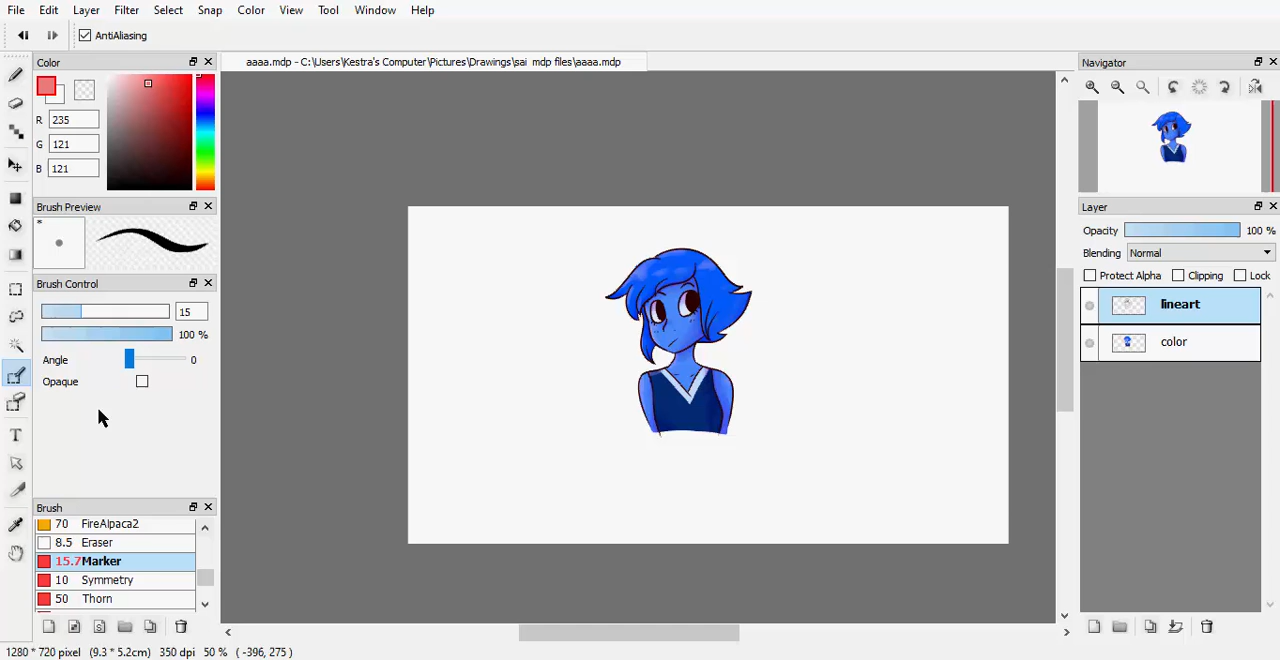 File Edit Layer Filter Select Snap Color View Tool Window Help
AntiAliasing
Color
aaaa.mdp - C:\Users\Kestra's Computer\Pictures\Drawings\sai mdp files\aaaa.mdp
Navigator
R 235
G 121
B 121
Brush Preview
*
Layer
Opacity 100 %
Blending Normal
Protect Alpha Clipping Lock
lineart
color
Brush Control
15
100 %
Angle 0
Opaque
T
Brush
70 FireAlpaca2
8.5 Eraser
15.7 Marker
10 Symmetry
50 Thorn
S
1280 * 720 pixel (9.3 * 5.2cm) 350 dpi 50 % ( -396, 275 )